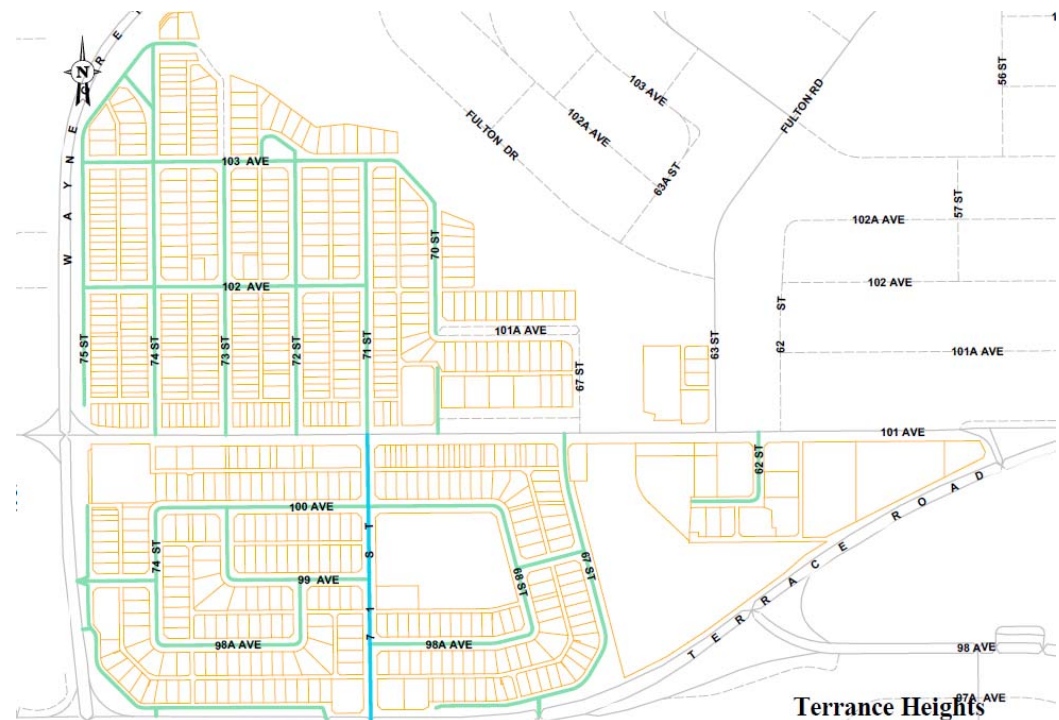 N
WAYNE GRE
103 AVE
102A AVE
FULTON DR
63A ST
FULTON RD
56 ST
57 ST
102A AVE
102 AVE
62 ST
101A AVE
63 ST
103 AVE
70 ST
102 AVE
101A AVE
67 ST
75 ST
74 ST
73 ST
72 ST
71 ST
101 AVE
62 ST
100 AVE
74 ST
99 AVE
98A AVE
71 ST
68 ST
67 ST
98A AVE
TERRACE ROAD
98 AVE
97A AVE
Terrance Heights